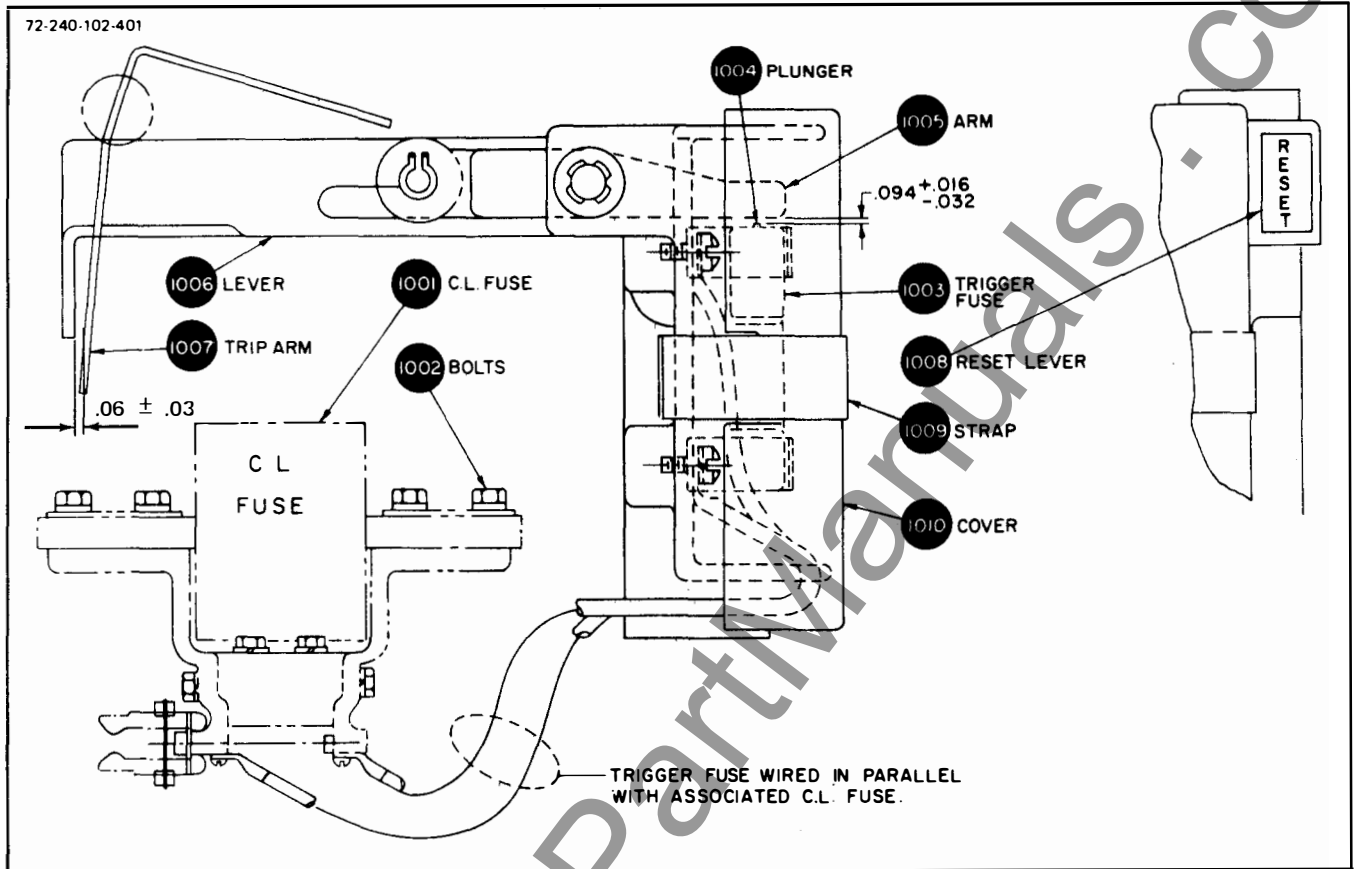 72-240-102-401
1004 PLUNGER
1005 ARM
.094 +.016
-.032
RESET
1006 LEVER
1001 C.L. FUSE
1003 TRIGGER
FUSE
1007 TRIP ARM
1002 BOLTS
1008 RESET LEVER
.06 ± .03
1009 STRAP
C L
FUSE
1010 COVER
TRIGGER FUSE WIRED IN PARALLEL
WITH ASSOCIATED C.L. FUSE.
PartManuals.co